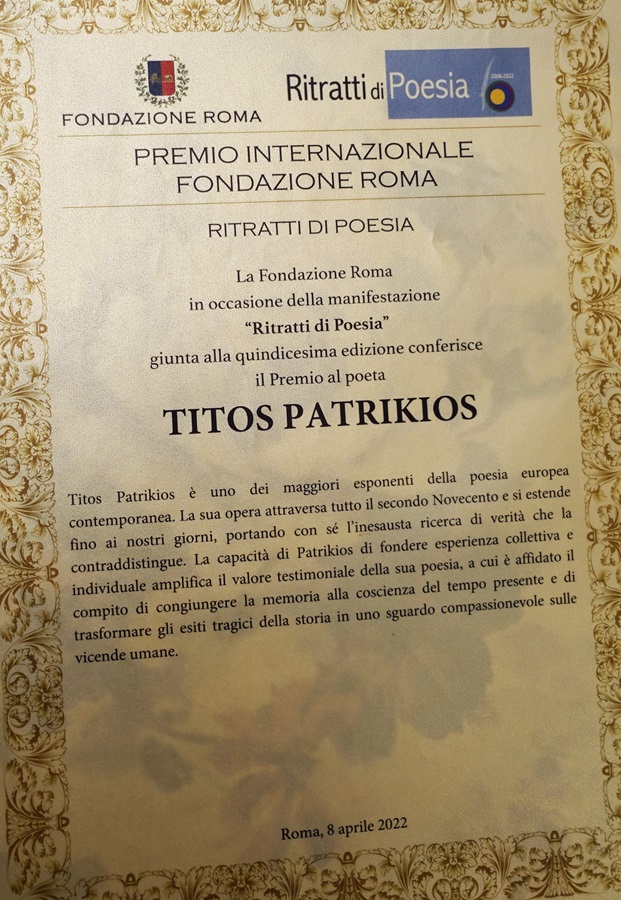 FONDAZIONE ROMA
Ritratti di Poesia 2006-2022
PREMIO INTERNAZIONALE
FONDAZIONE ROMA
RITRATTI DI POESIA
La Fondazione Roma
in occasione della manifestazione
“Ritratti di Poesia”
giunta alla quindicesima edizione conferisce
il Premio al poeta
TITOS PATRIKIOS
Titos Patrikios è uno dei maggiori esponenti della poesia europea
contemporanea. La sua opera attraversa tutto il secondo Novecento e si estende
fino ai nostri giorni, portando con sé l’inesausta ricerca di verità che la
contraddistingue. La capacità di Patrikios di fondere esperienza collettiva e
individuale amplifica il valore testimoniale della sua poesia, a cui è affidato il
compito di congiungere la memoria alla coscienza del tempo presente e di
trasformare gli esiti tragici della storia in uno sguardo compassionevole sulle
vicende umane.
Roma, 8 aprile 2022